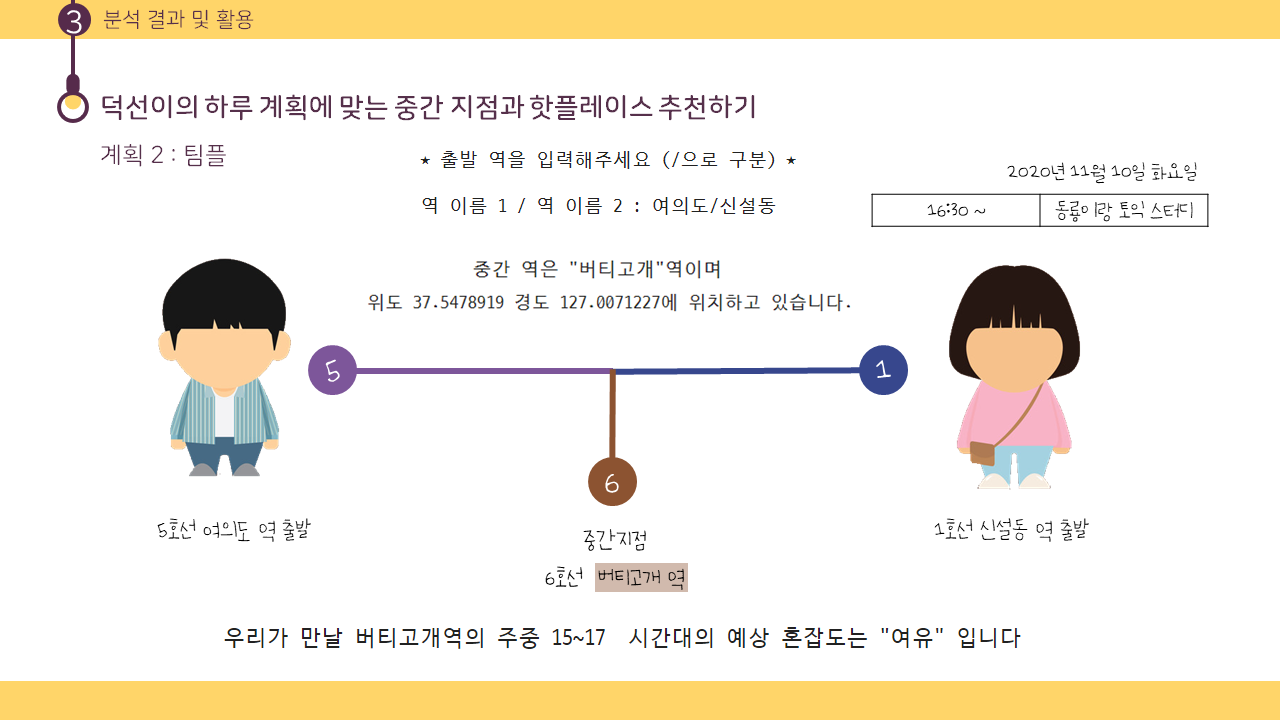 3 분석 결과 및 활용
덕선이의 하루 계획에 맞는 중간 지점과 핫플레이스 추천하기
계획 2 : 팀플
★ 출발 역을 입력해주세요 (/으로 구분) ★
역 이름 1 / 역 이름 2 : 여의도/신설동
2020년 11월 10일 화요일
16:30 ~ 동룡이랑 토익 스터디
중간 역은 "버티고개"역이며
위도 37.5478919 경도 127.0071227에 위치하고 있습니다.
5
1
6
5호선 여의도 역 출발
1호선 신설동 역 출발
중간지점
6호선 버티고개 역
우리가 만날 버티고개역의 주중 15~17 시간대의 예상 혼잡도는 "여유" 입니다